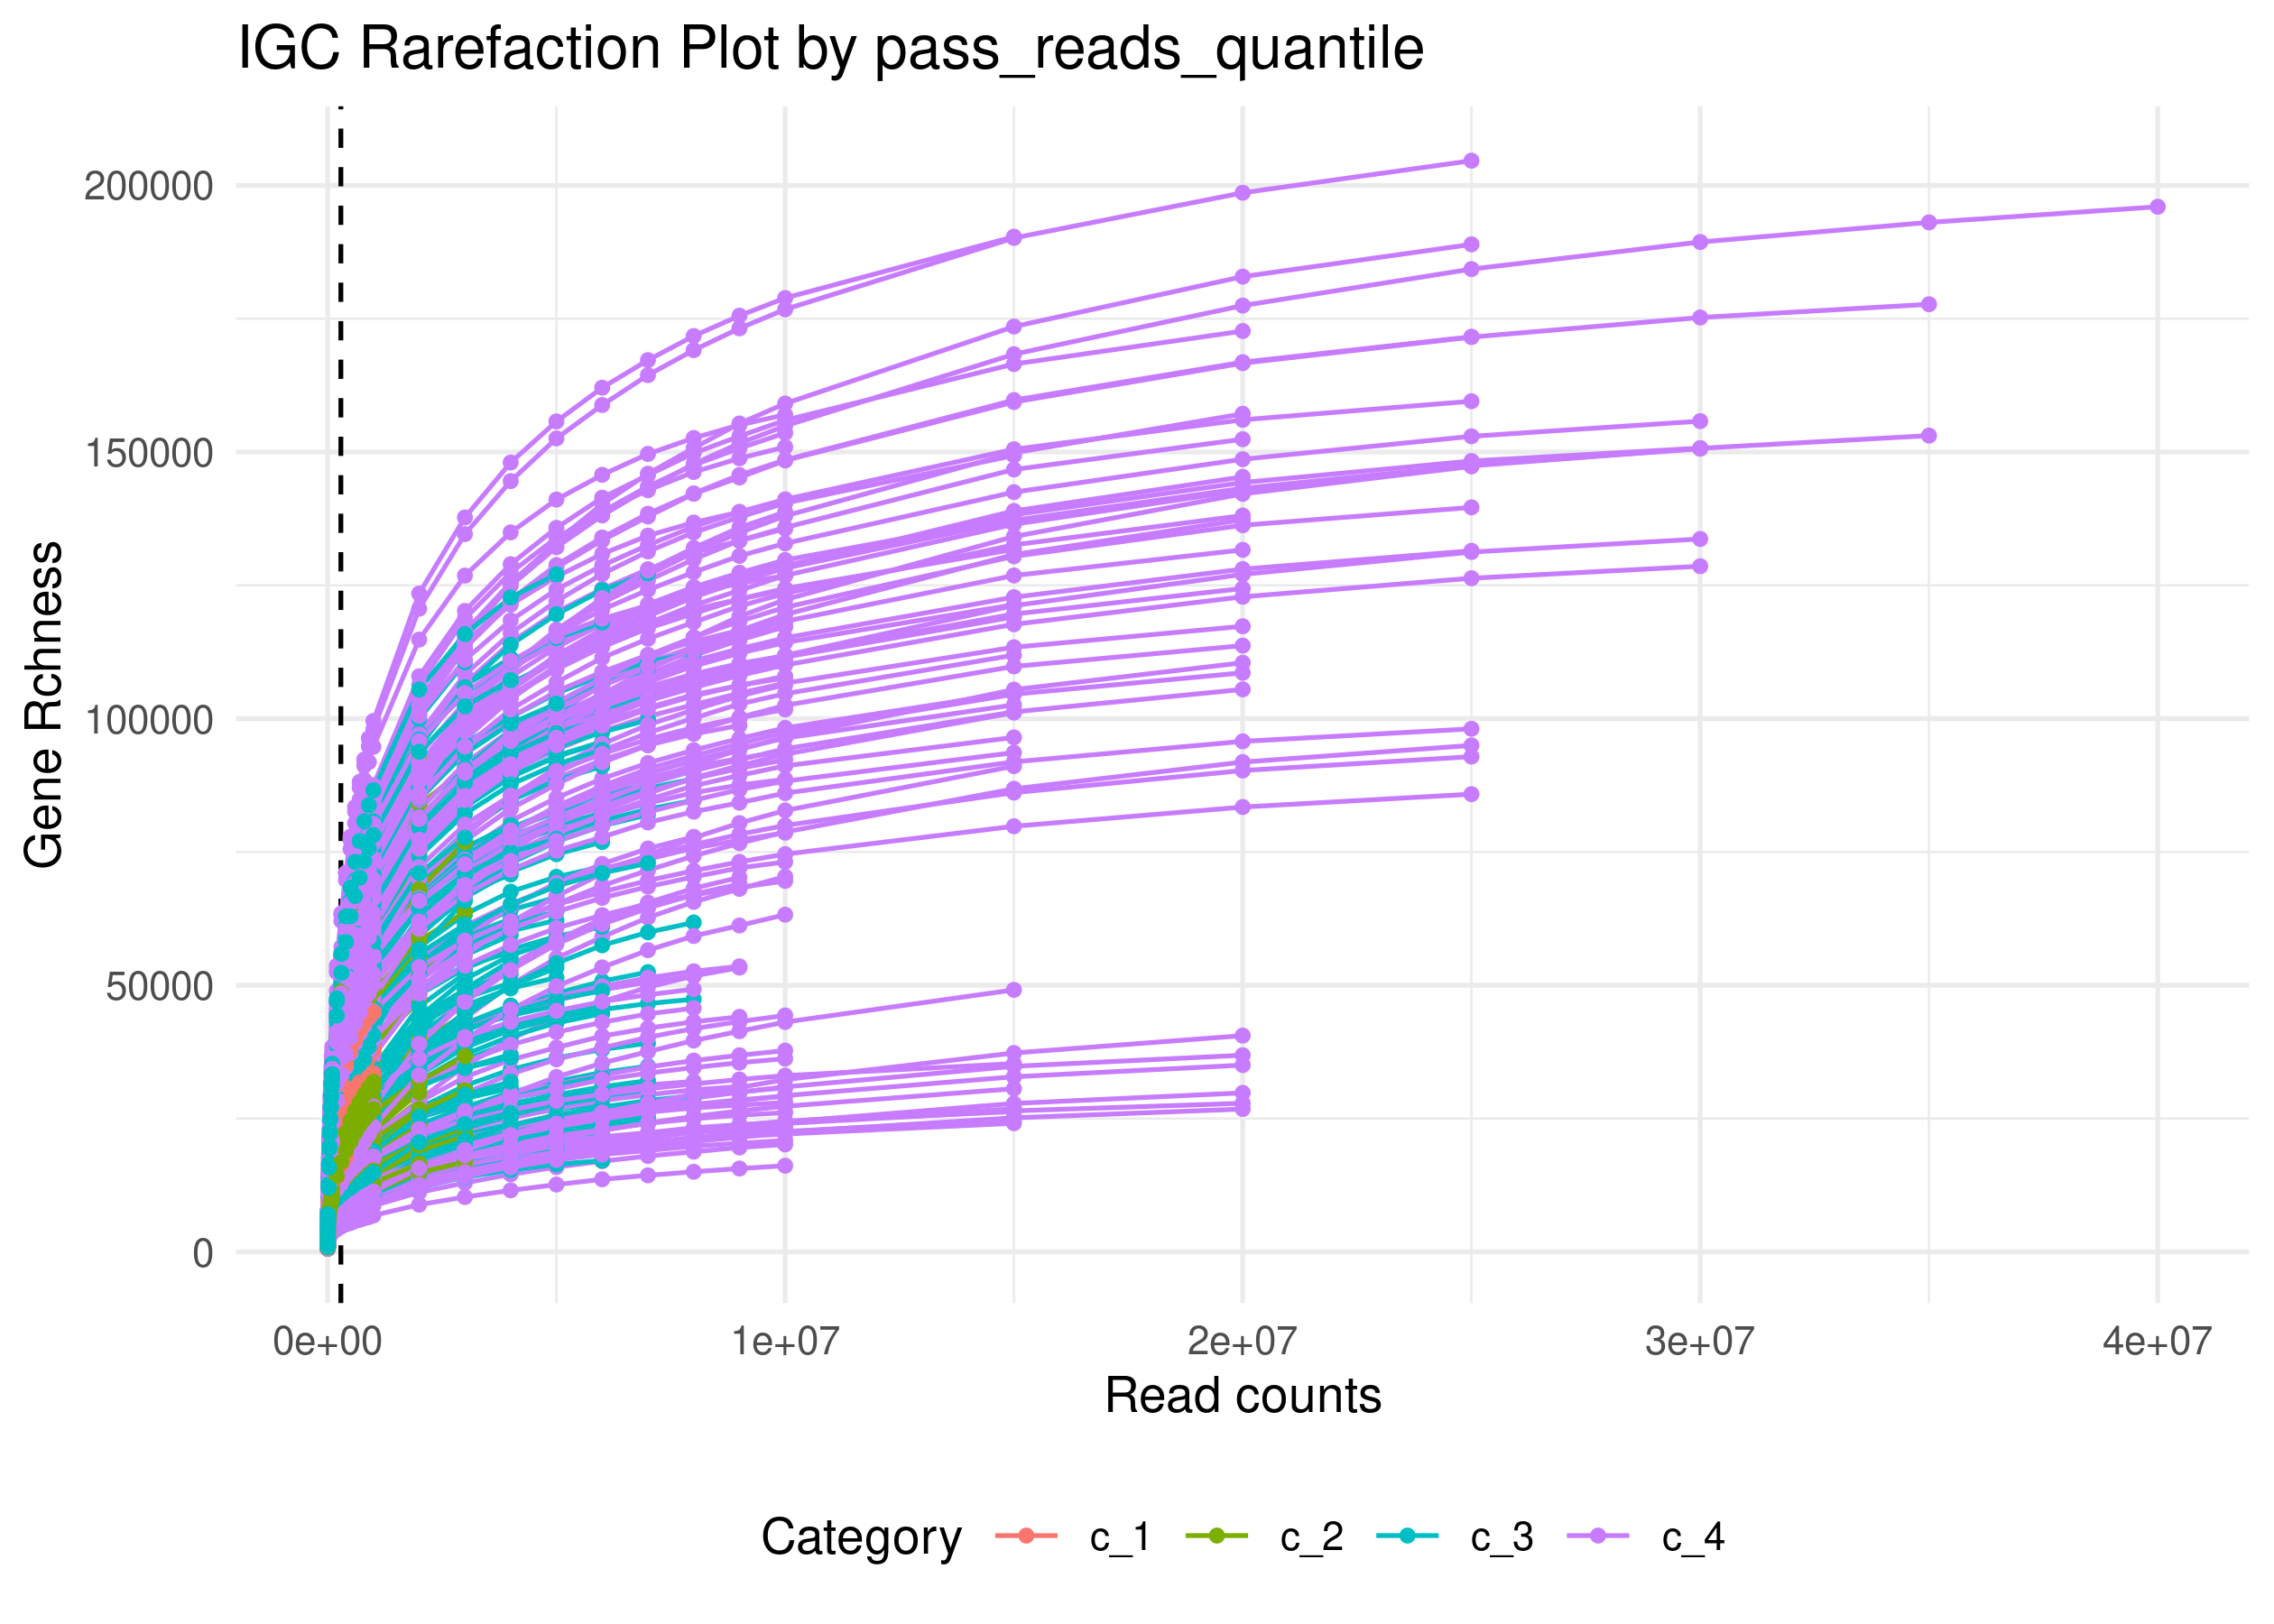 IGC Rarefaction Plot by pass_reads_quantile
200000
150000
100000
50000
0
Gene Rchness
0e+00 1e+07 2e+07 3e+07 4e+07
Read counts
Category c_1 c_2 c_3 c_4